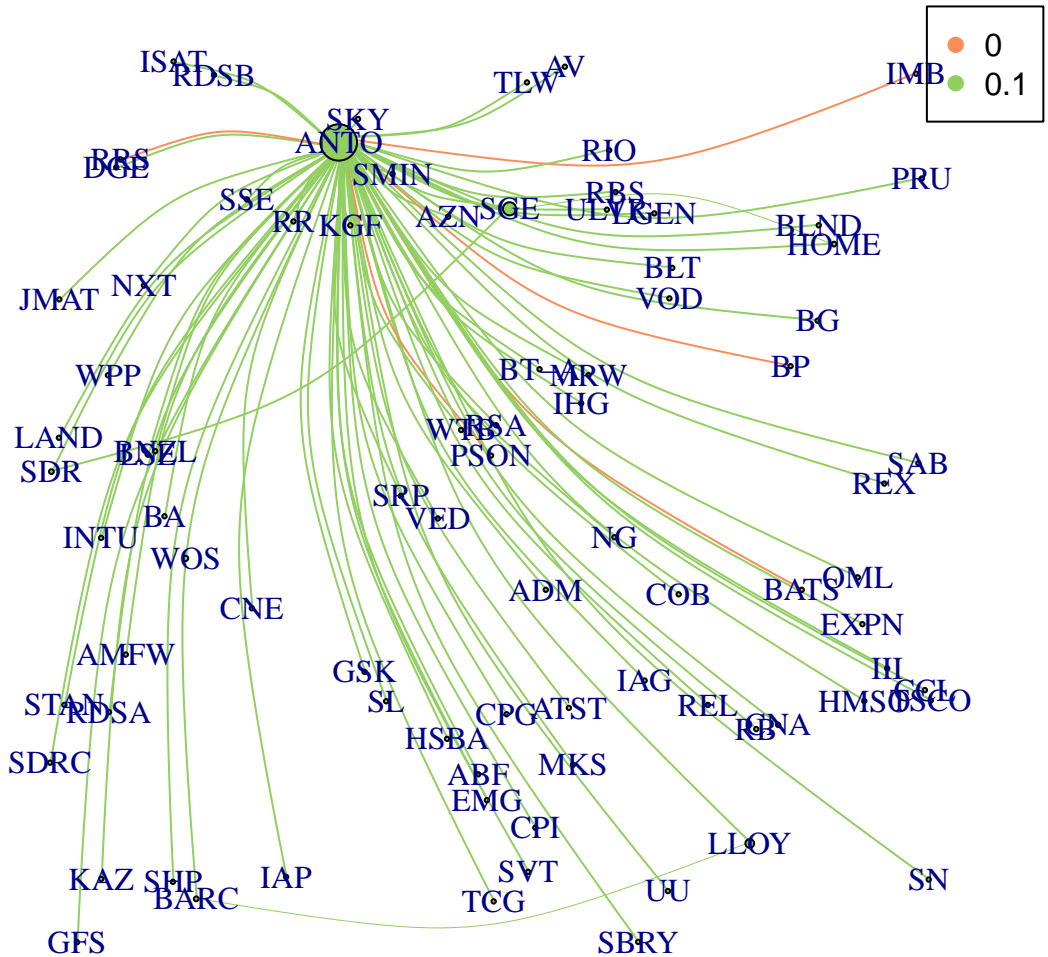 0
0.1
ISAT
RDSB
TLW
AV
IMB
SKY
ANTO
RRS
DGE
SMIN
RIO
PRU
SSE
RR
KGF
AZN
SGE
ULVR
RBS
LGEN
BLND
HOME
JMAT
NXT
BLT
VOD
BG
WPP
BT_A
MRW
IHG
BP
LAND
SDR
BNZL
LSE
WTB
RSA
PSON
SAB
REX
SRP
VED
INTU
BA
WOS
NG
CNE
ADM
COB
BATS
OML
EXPN
AMFW
GSK
SL
IAG
III
CCL
TSCO
HMSO
STAN
RDSA
CPG
ATST
REL
RB
CNA
HSBA
SDRC
ABF
EMG
MKS
CPI
LLOY
KAZ
SHP
BARC
IAP
SVT
TCG
UU
SN
GFS
SBRY